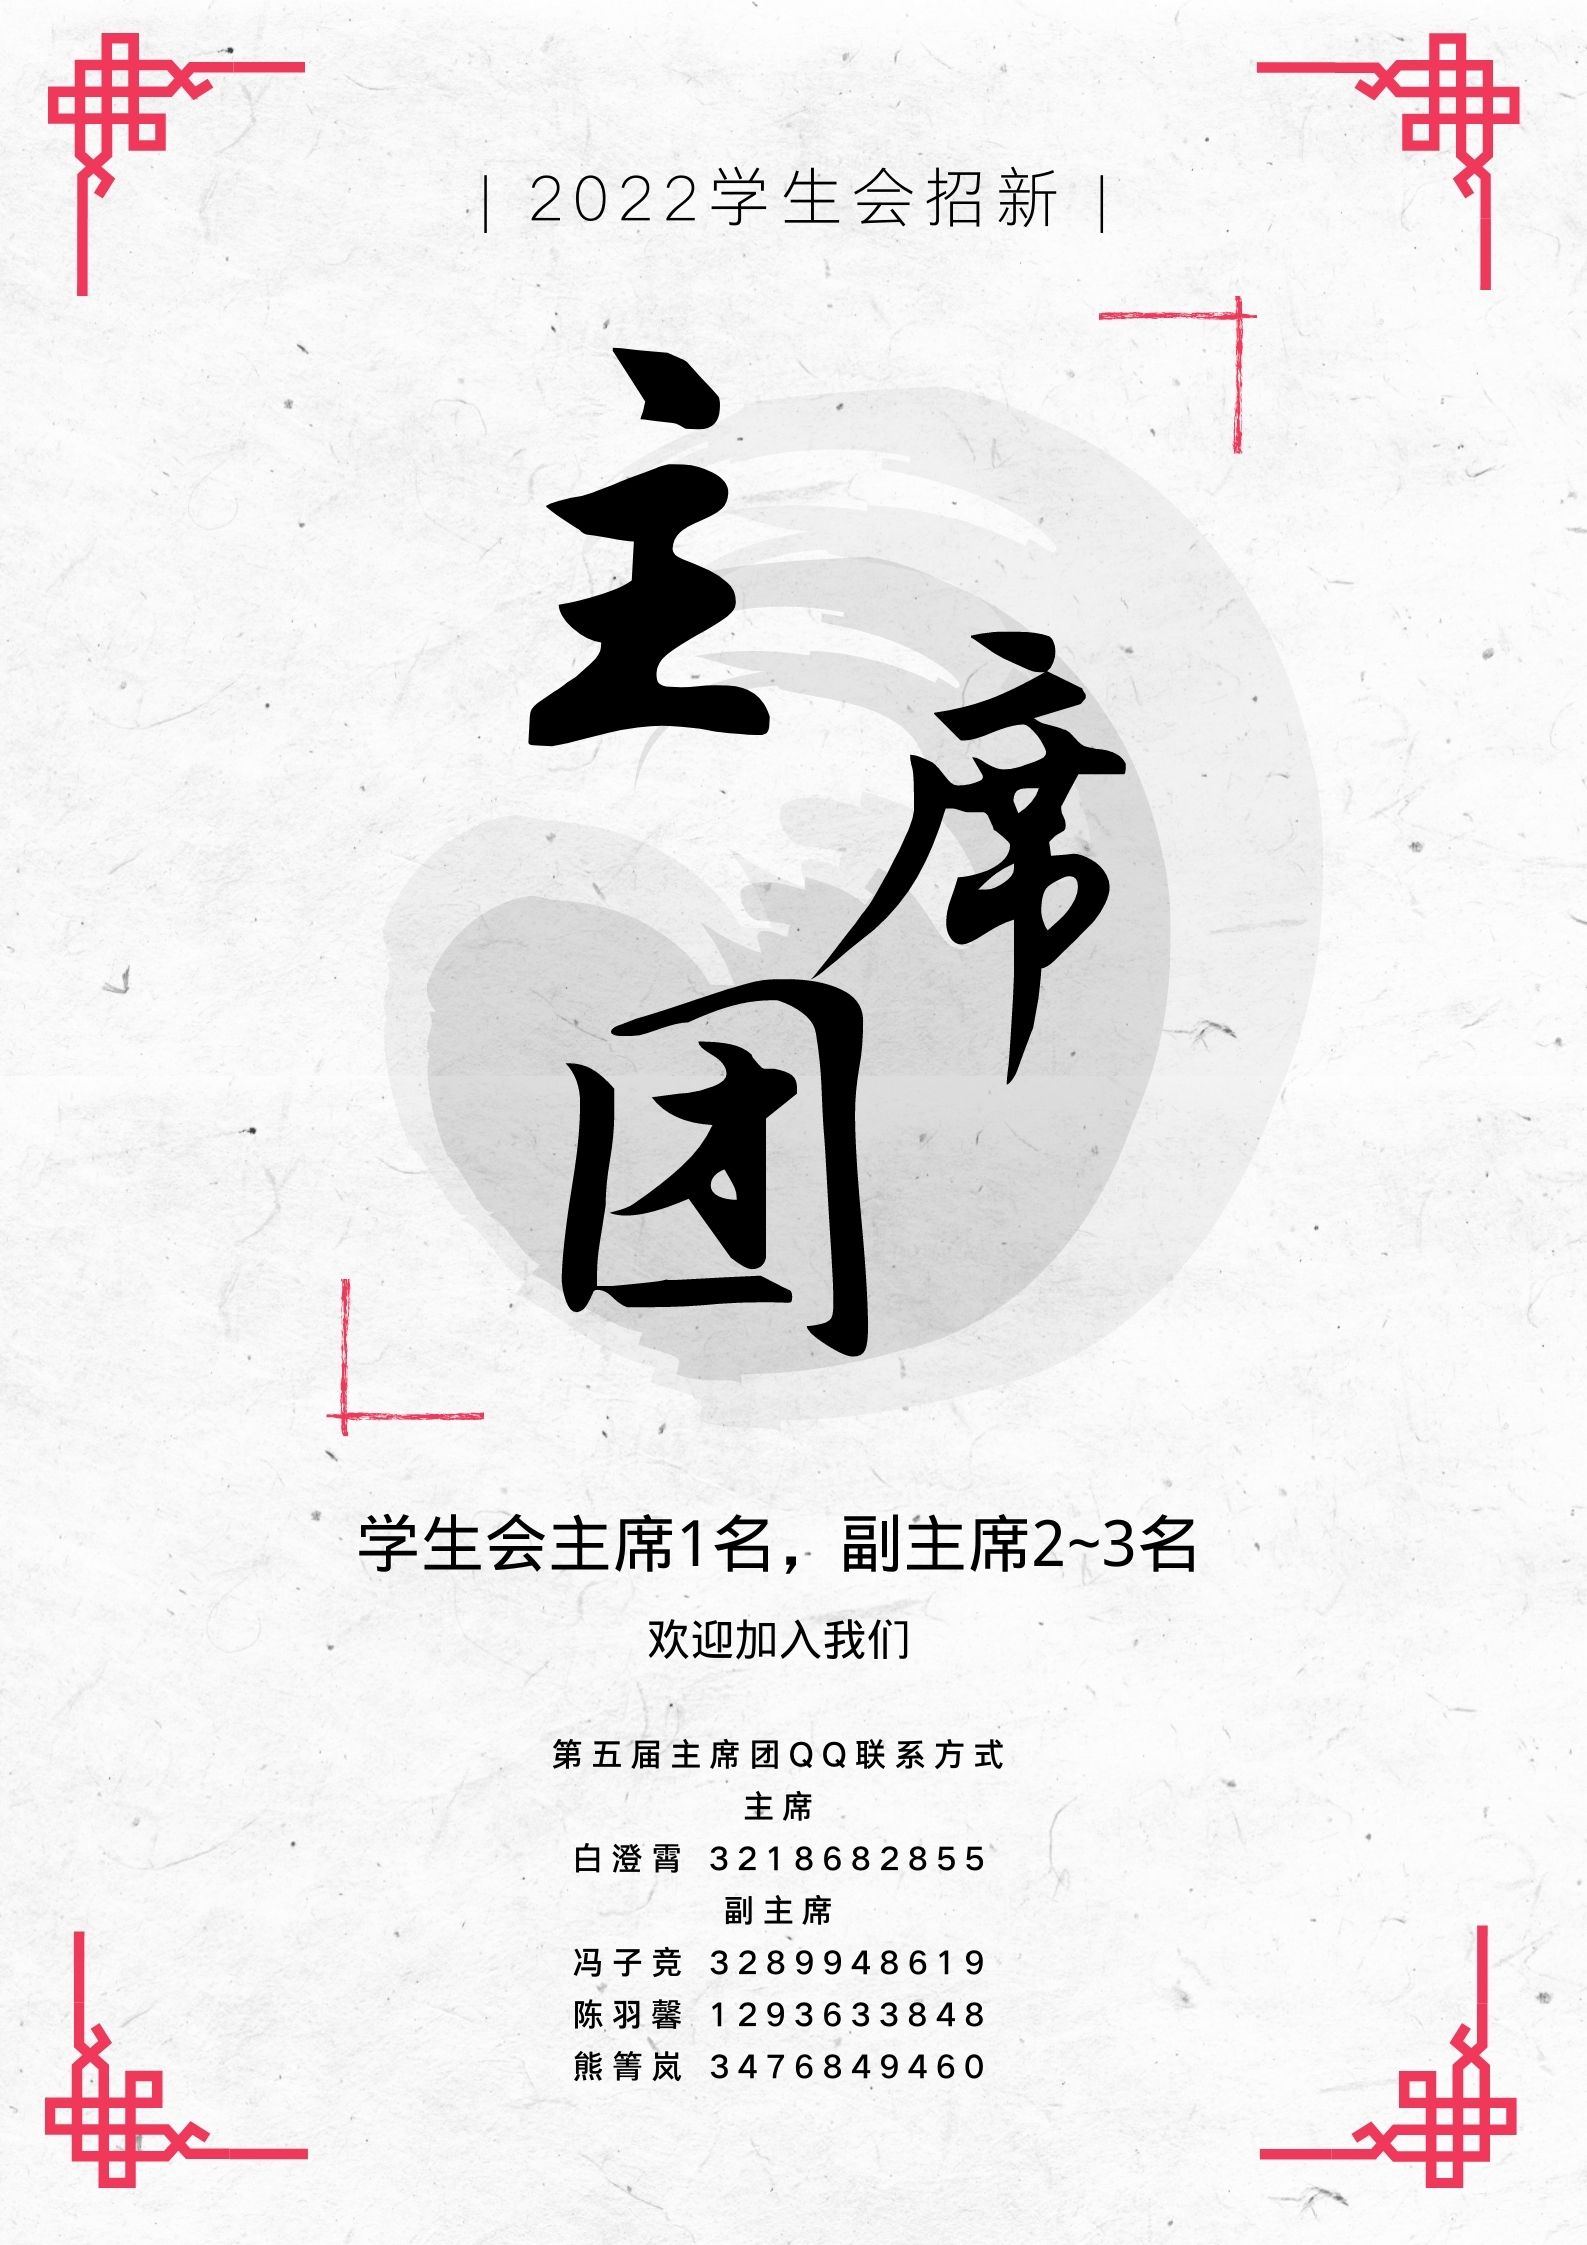 | 2022学生会招新 |
主
席
团
学生会主席1名，副主席2~3名
欢迎加入我们
第五届主席团QQ联系方式
主席
白澄霄 3218682855
副主席
冯子竞 3289948619
陈羽馨 1293633848
熊箐岚 3476849460